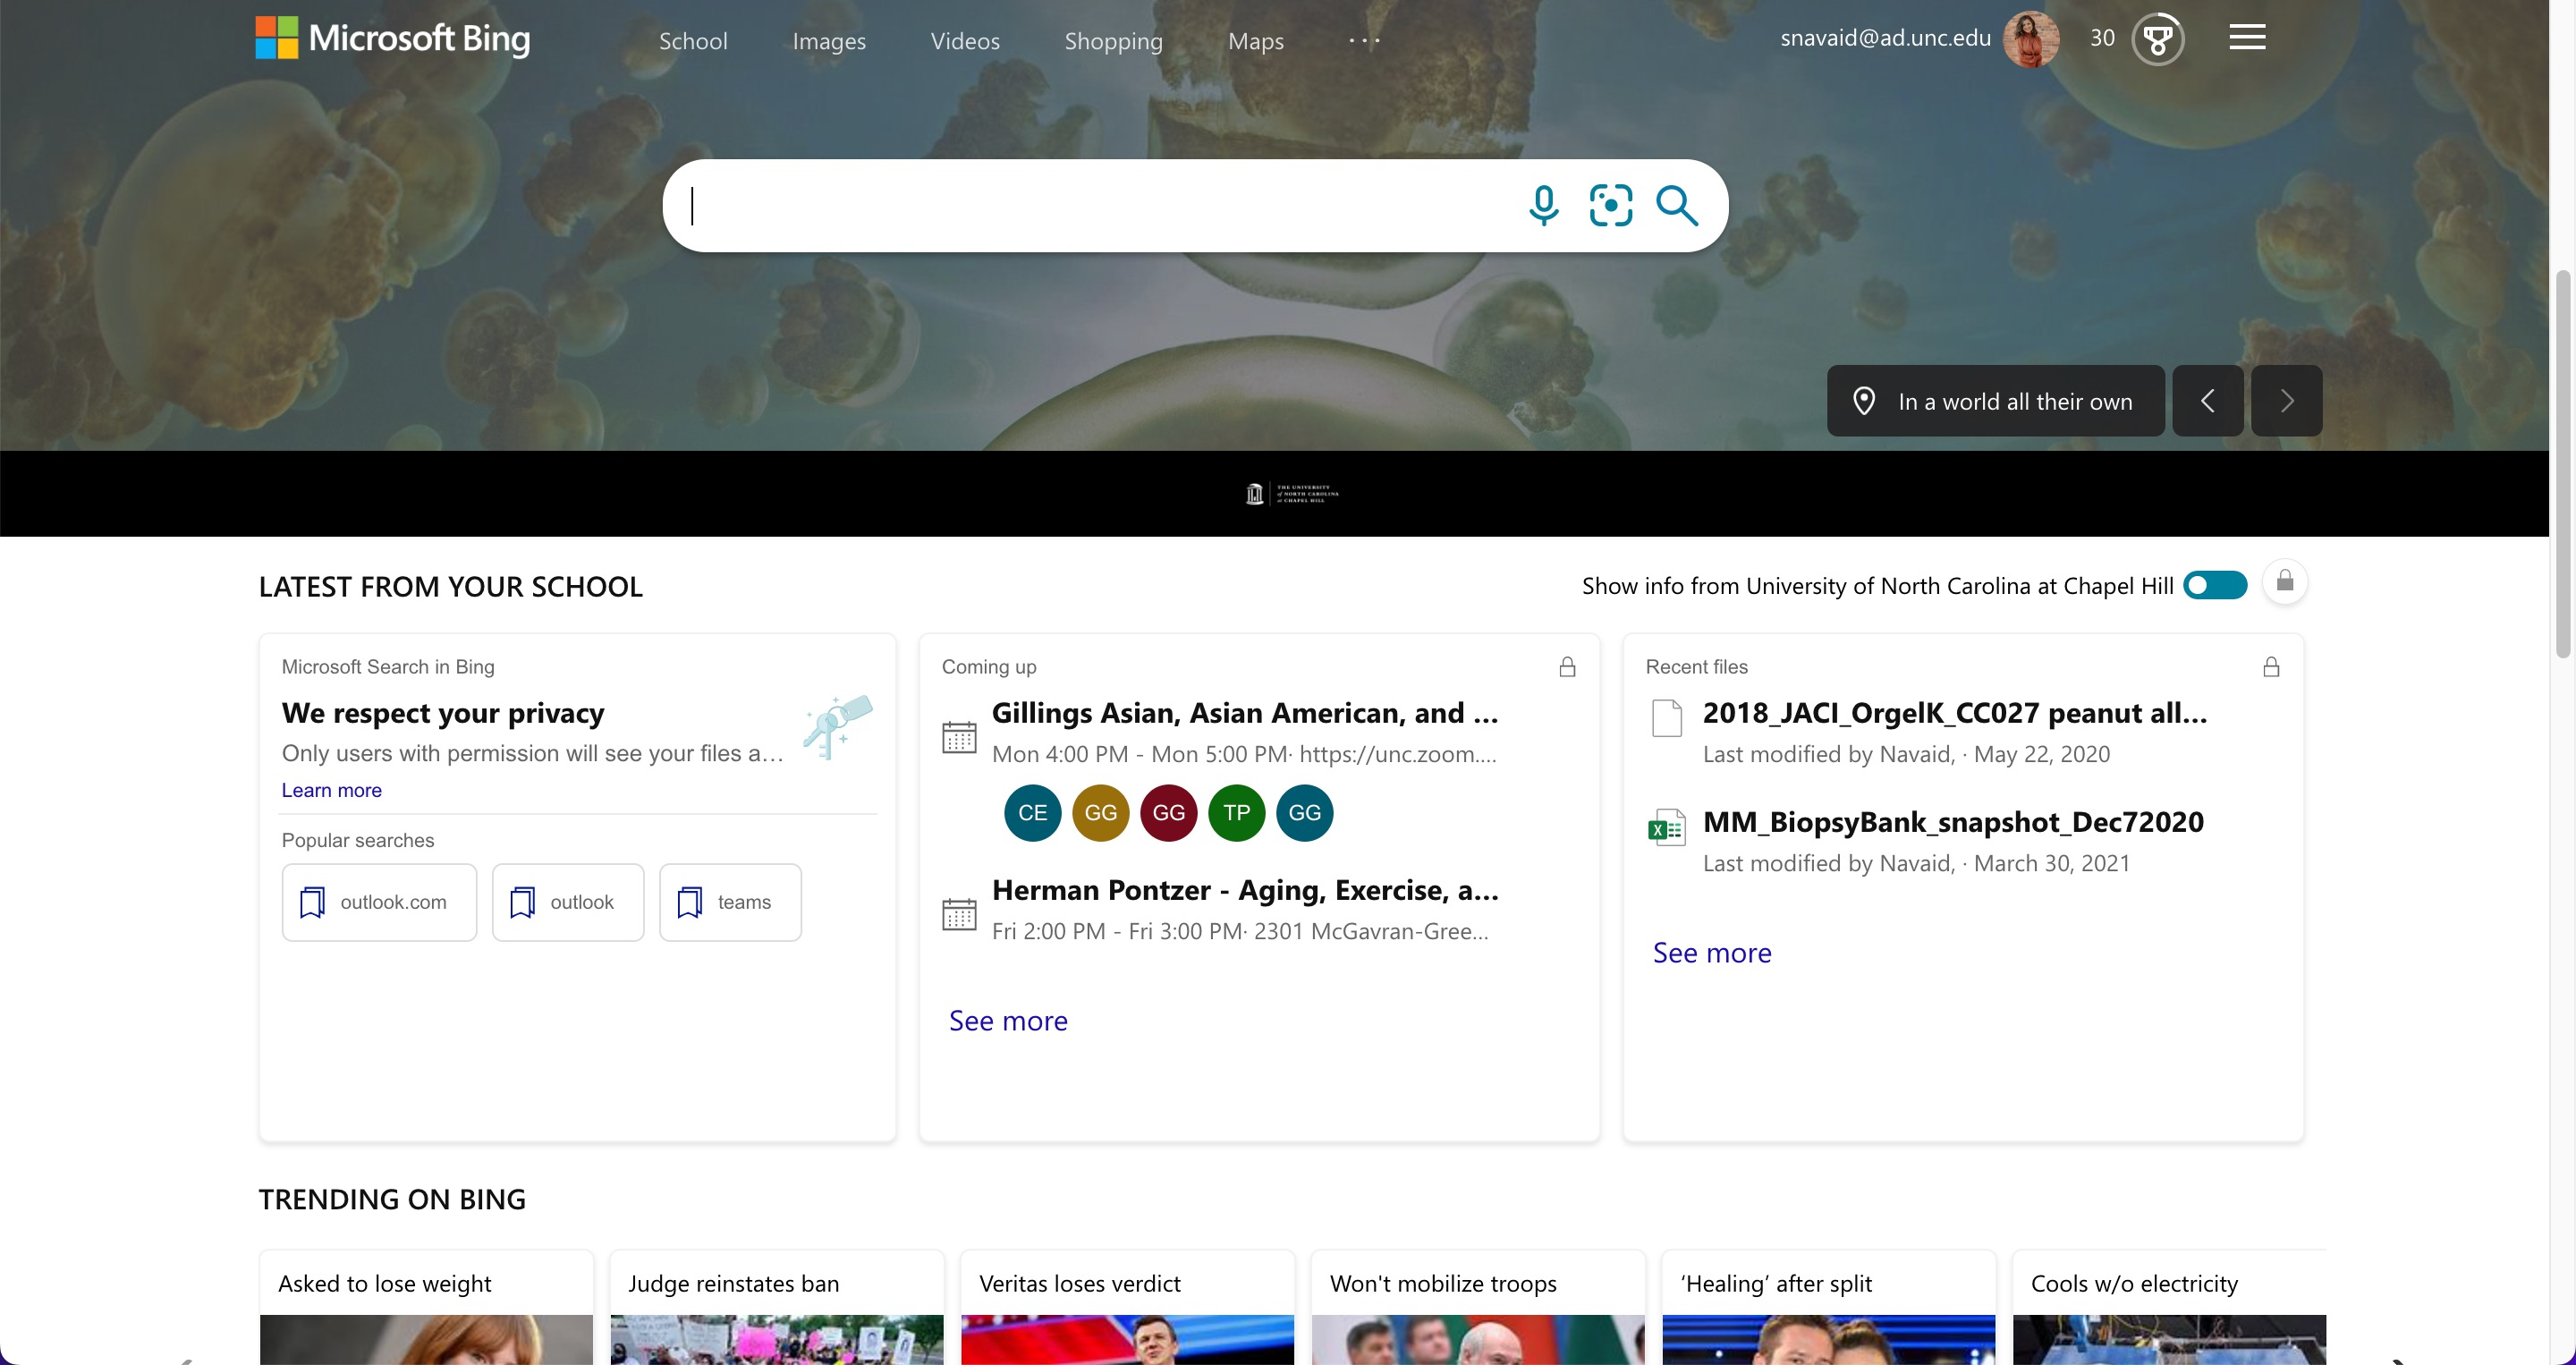 Microsoft Bing
School Images Videos Shopping Maps ...
snavaid@ad.unc.edu 30
In a world all their own
THE UNIVERSITY
of NORTH CAROLINA
at CHAPEL HILL
LATEST FROM YOUR SCHOOL
Show info from University of North Carolina at Chapel Hill
Microsoft Search in Bing
We respect your privacy
Only users with permission will see your files a...
Learn more
Popular searches
outlook.com
outlook
teams
Coming up
Gillings Asian, Asian American, and ...
Mon 4:00 PM - Mon 5:00 PM· https://unc.zoom....
CE GG GG TP GG
Herman Pontzer - Aging, Exercise, a...
Fri 2:00 PM - Fri 3:00 PM· 2301 McGavran-Gree...
See more
Recent files
2018_JACI_OrgelK_CC027 peanut all...
Last modified by Navaid, · May 22, 2020
MM_BiopsyBank_snapshot_Dec72020
Last modified by Navaid, · March 30, 2021
See more
TRENDING ON BING
Asked to lose weight
Judge reinstates ban
Veritas loses verdict
Won't mobilize troops
‘Healing’ after split
Cools w/o electricity